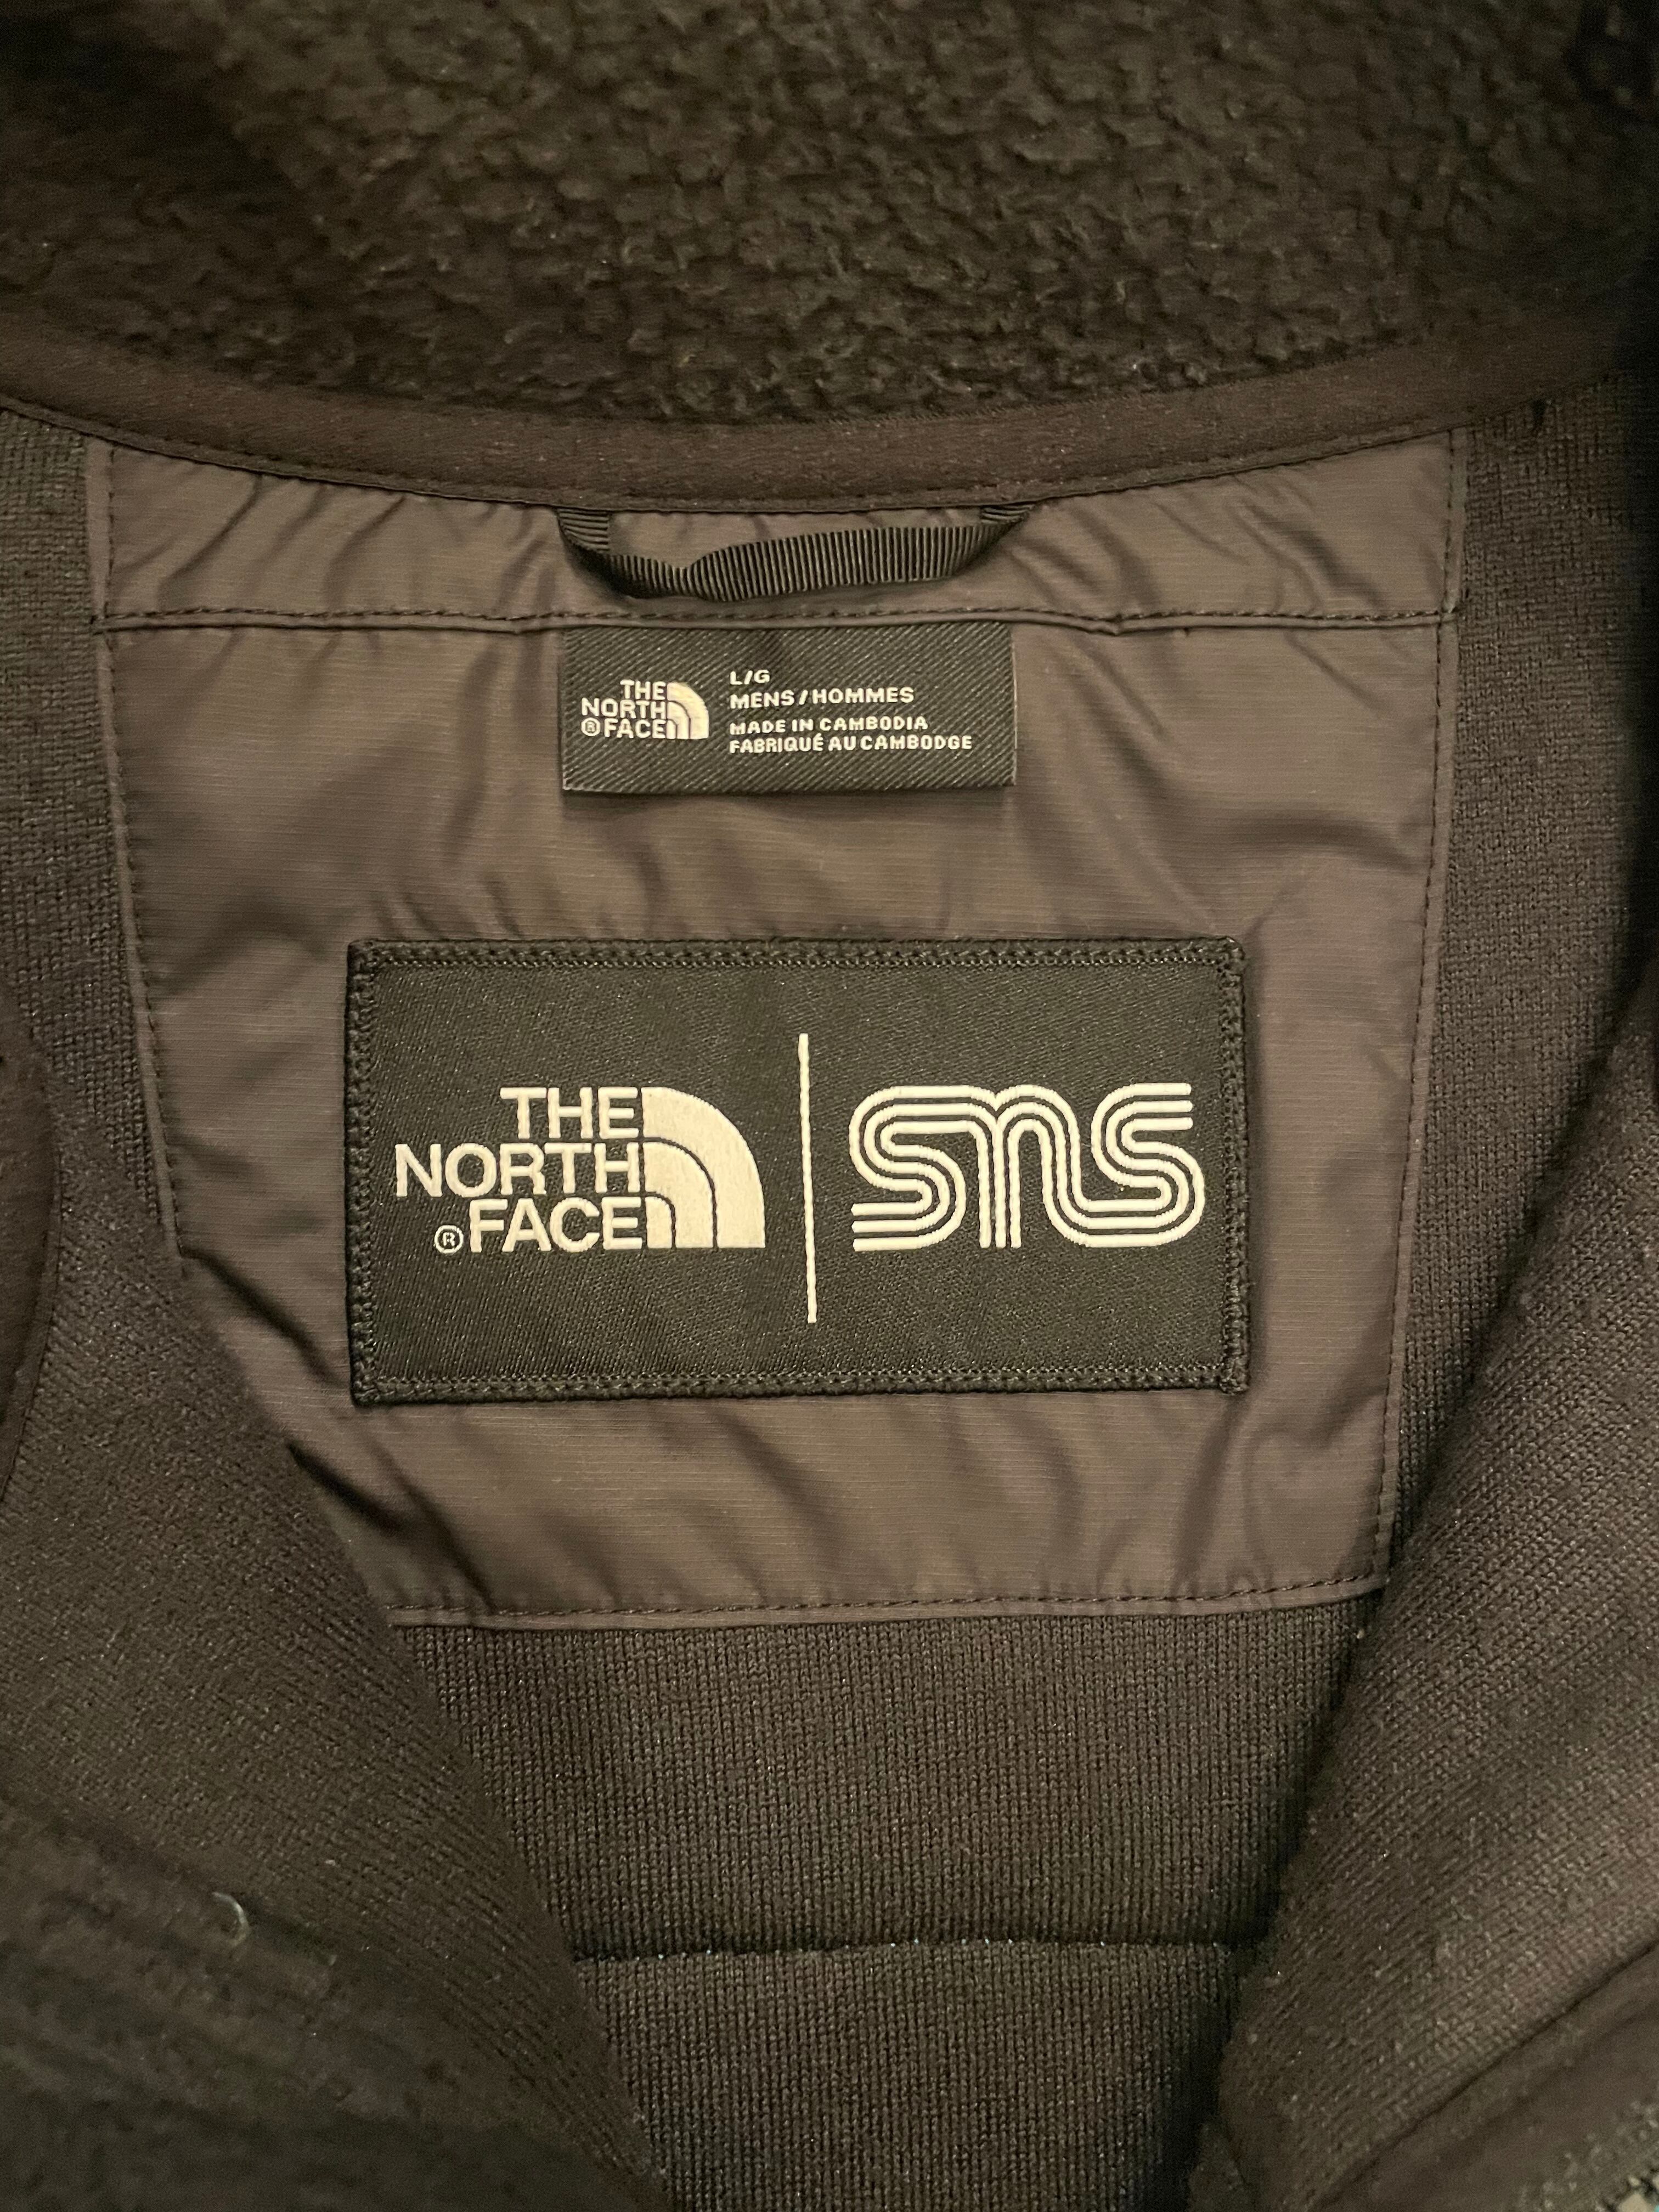 THE
NORTH
® FACE
L/G
MENS / HOMMES
MADE IN CAMBODIA
FABRIQUÉ AU CAMBODGE
THE
NORTH
® FACE
sns